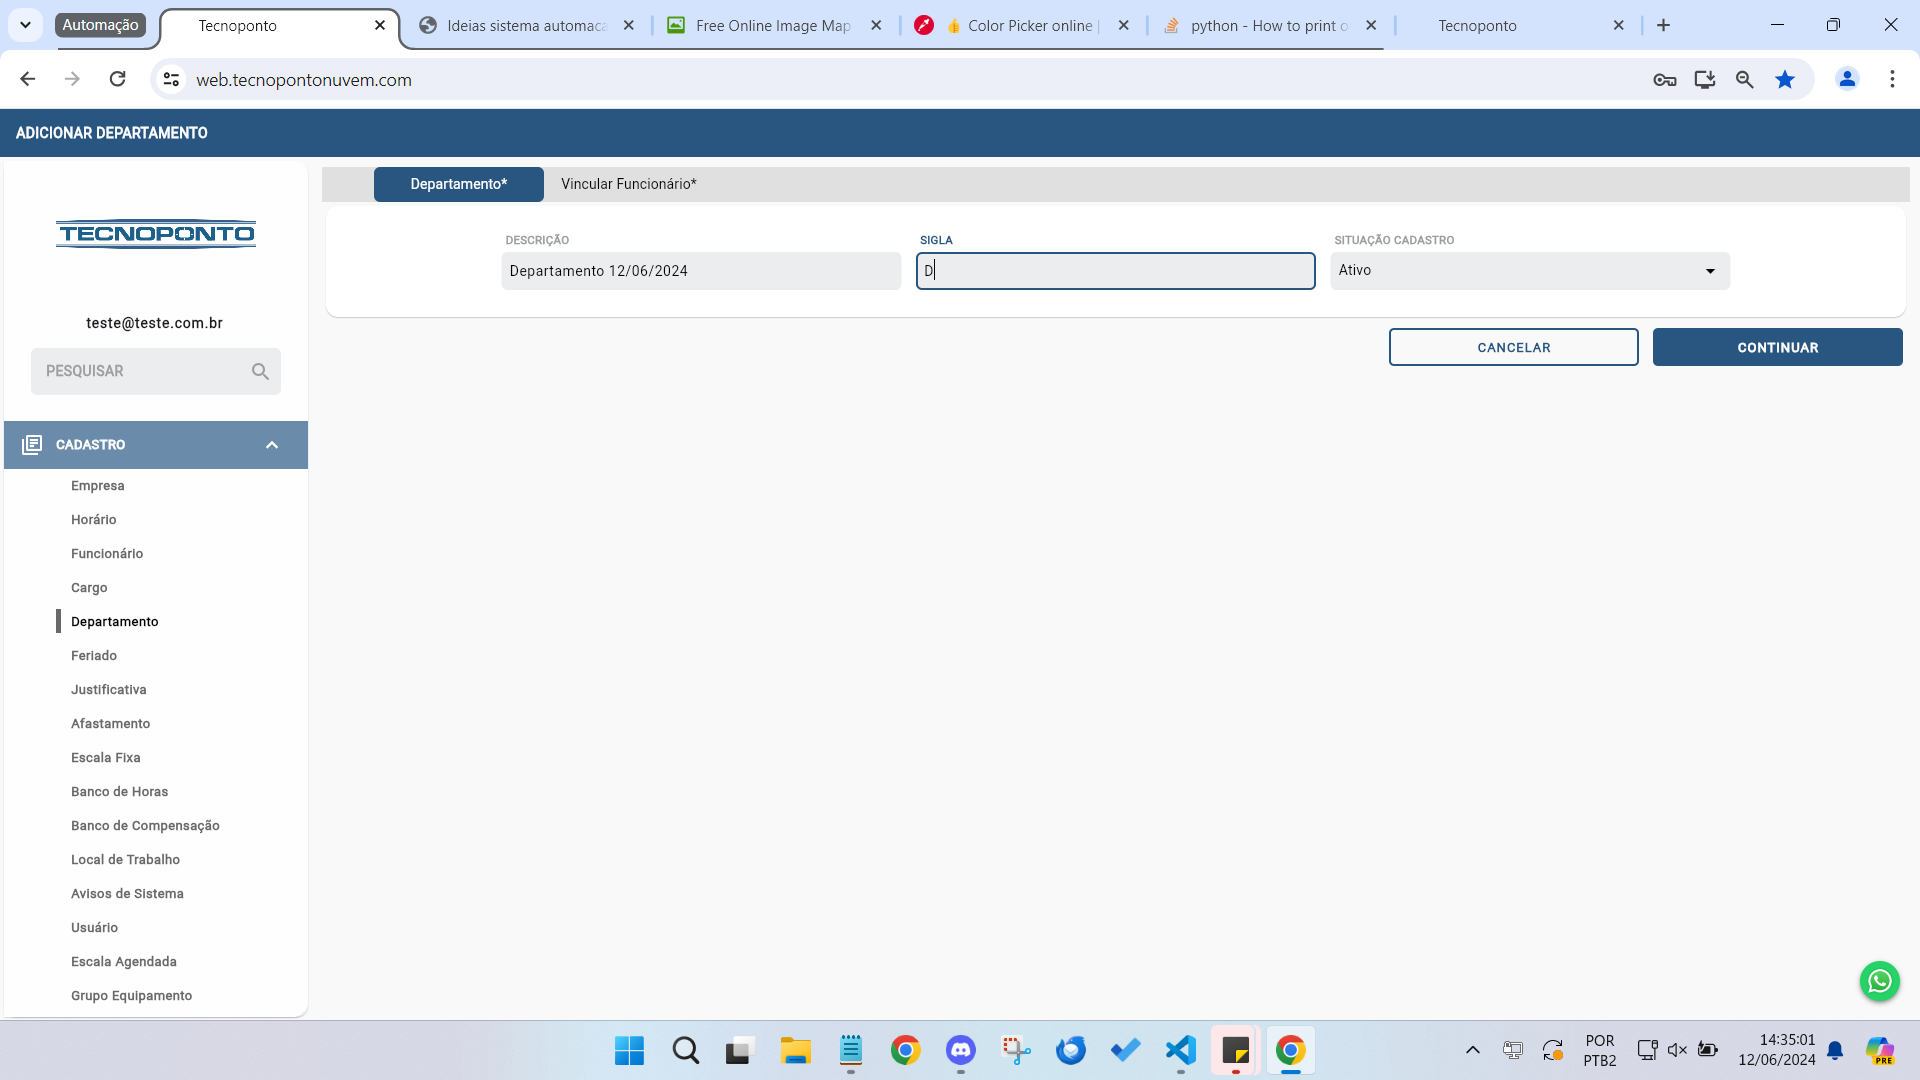 Automação
Tecnoponto
Ideias sistema automaca
Free Online Image Map
Color Picker online |
python - How to print o
Tecnoponto
web.tecnopontonuvem.com
ADICIONAR DEPARTAMENTO
Departamento*
Vincular Funcionário*
TECNOPONTO
DESCRIÇÃO
SIGLA
SITUAÇÃO CADASTRO
Departamento 12/06/2024
D
Ativo
CANCELAR
CONTINUAR
teste@teste.com.br
PESQUISAR
CADASTRO
Empresa
Horário
Funcionário
Cargo
Departamento
Feriado
Justificativa
Afastamento
Escala Fixa
Banco de Horas
Banco de Compensação
Local de Trabalho
Avisos de Sistema
Usuário
Escala Agendada
Grupo Equipamento
POR
PTB2
14:35:01
12/06/2024
PRE